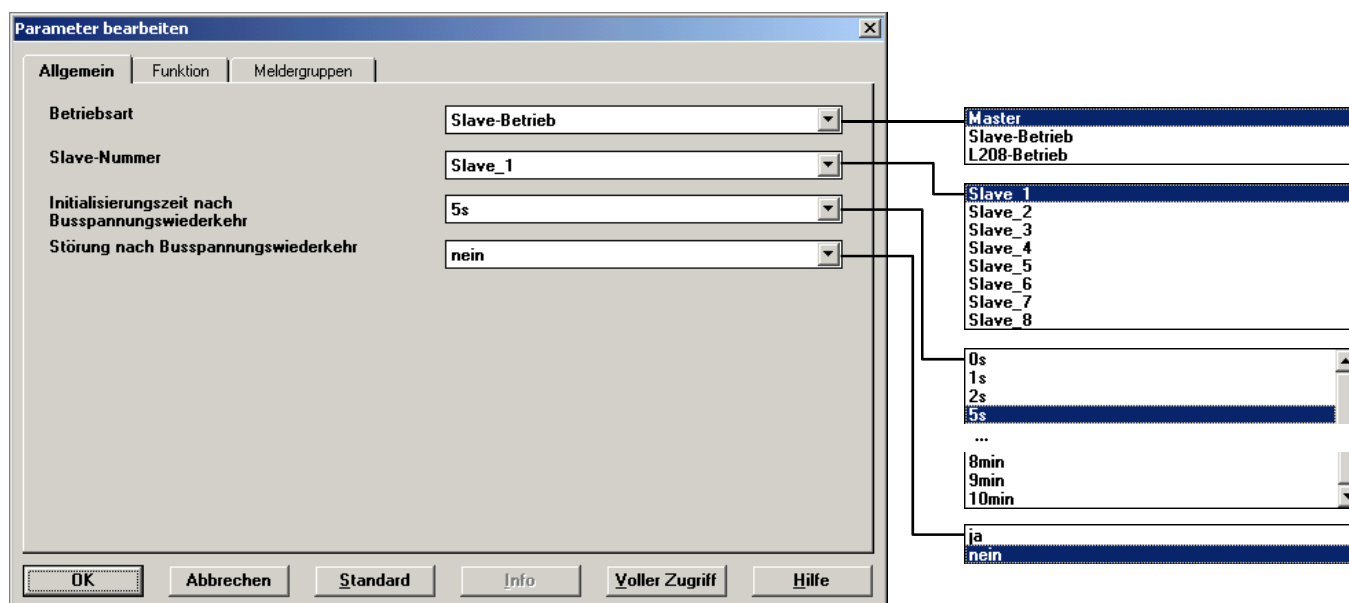 Parameter bearbeiten
Allgemein
Funktion
Meldergruppen
Betriebsart
Slave-Betrieb
Slave-Nummer
Slave_1
Initialisierungszeit nach
Busspannungswiederkehr
5s
Störung nach Busspannungswiederkehr
nein
OK
Abbrechen
Standard
Info
Voller Zugriff
Hilfe
Master
Slave-Betrieb
L208-Betrieb
Slave_1
Slave_2
Slave_3
Slave_4
Slave_5
Slave_6
Slave_7
Slave_8
0s
1s
2s
5s
...
8min
9min
10min
ja
nein